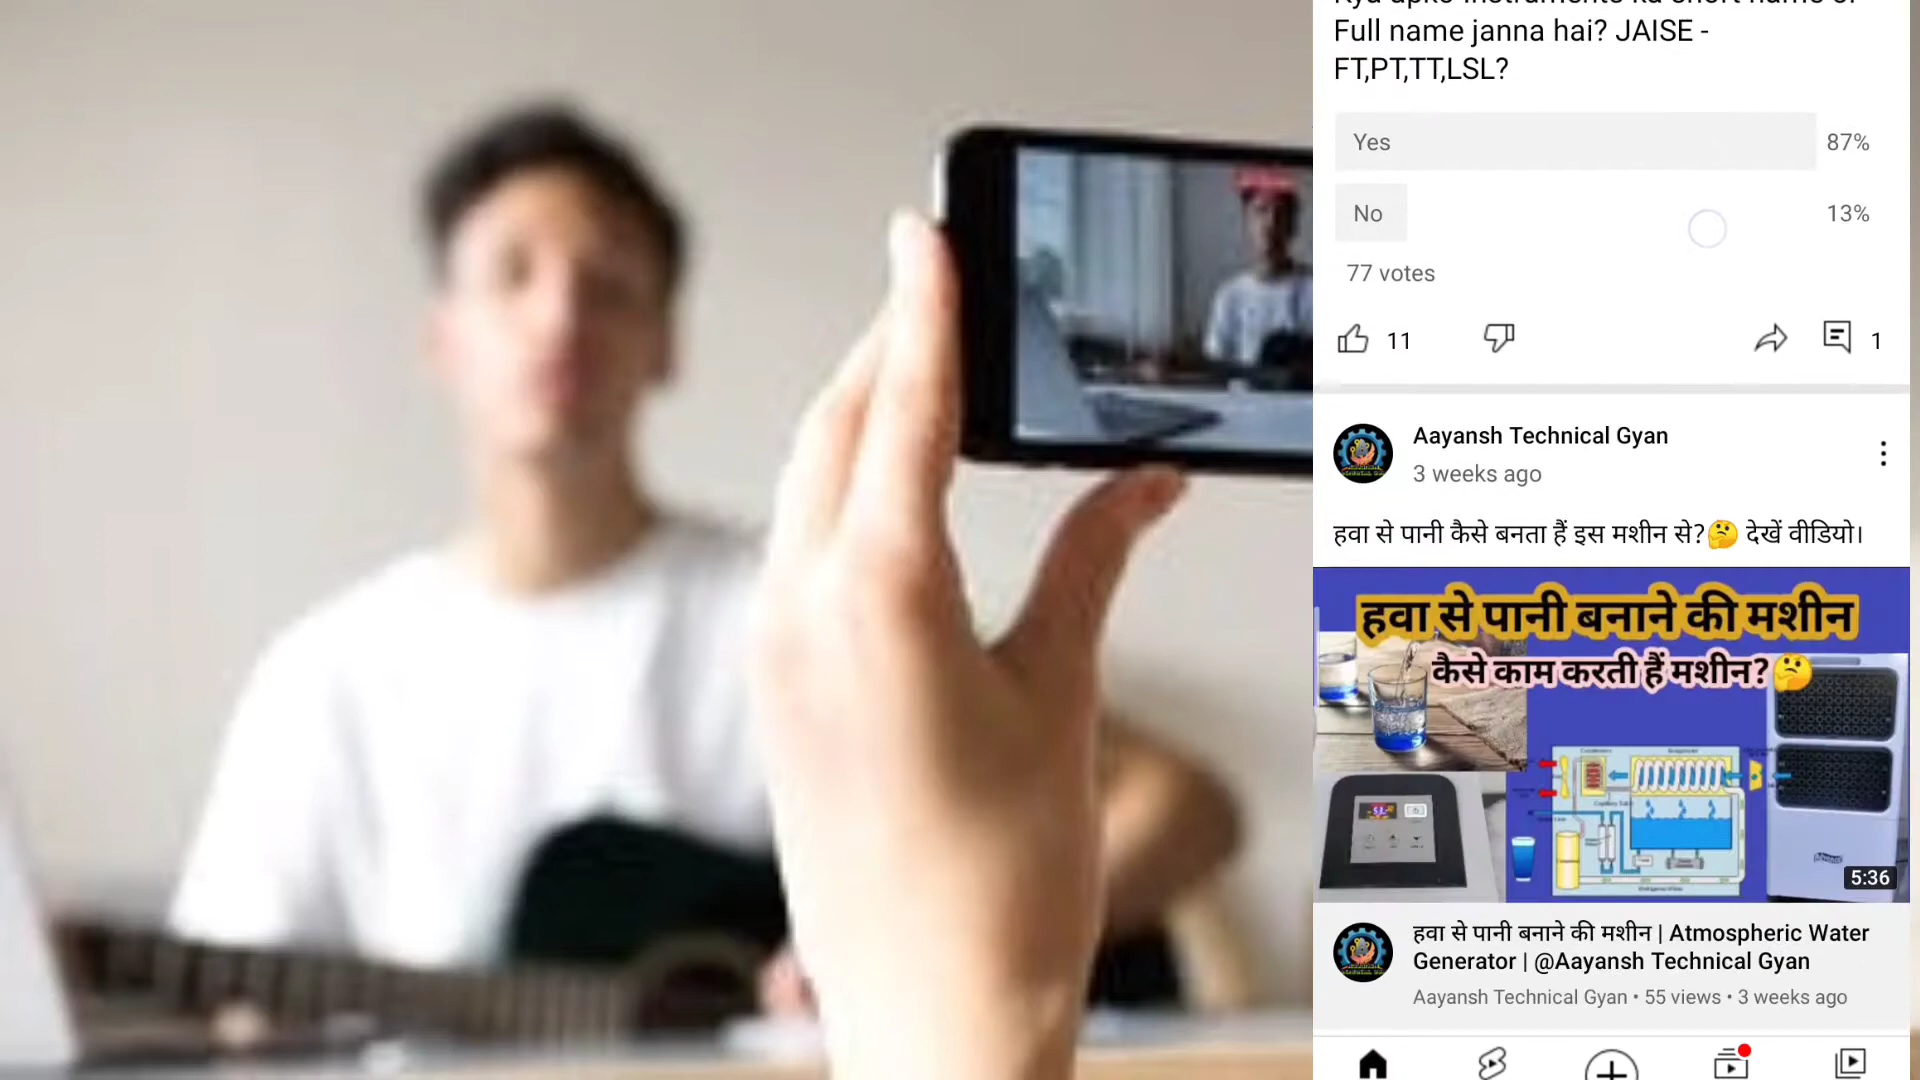 Full name janna hai? JAISE -
FT,PT,TT,LSL?
Yes 87%
No 13%
77 votes
11
1
Aayansh Technical Gyan
3 weeks ago
हवा से पानी कैसे बनता हैं इस मशीन से?🤔 देखें वीडियो।
हवा से पानी बनाने की मशीन
कैसे काम करती हैं मशीन?🤔
5:36
हवा से पानी बनाने की मशीन | Atmospheric Water
Generator | @Aayansh Technical Gyan
Aayansh Technical Gyan • 55 views • 3 weeks ago